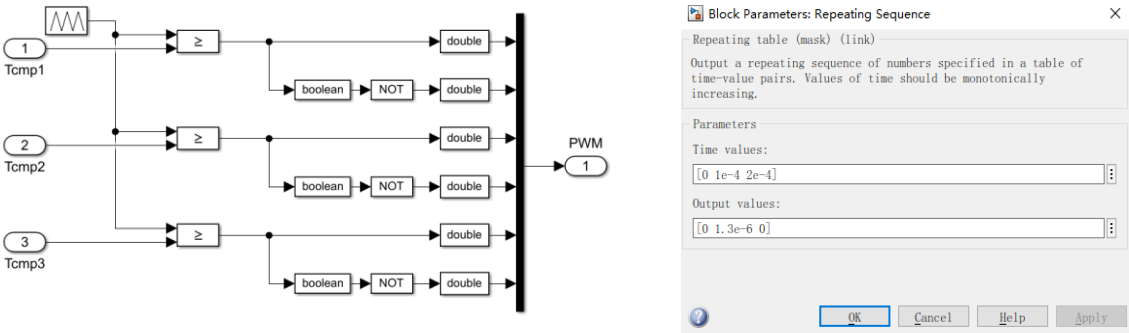 1
Tcmp1
≥
double
boolean
NOT
double
2
Tcmp2
≥
double
boolean
NOT
double
PWM
1
3
Tcmp3
≥
double
boolean
NOT
double
Block Parameters: Repeating Sequence
Repeating table (mask) (link)
Output a repeating sequence of numbers specified in a table of
time-value pairs. Values of time should be monotonically
increasing.
Parameters
Time values:
[0 1e-4 2e-4]
Output values:
[0 1.3e-6 0]
OK
Cancel
Help
Apply